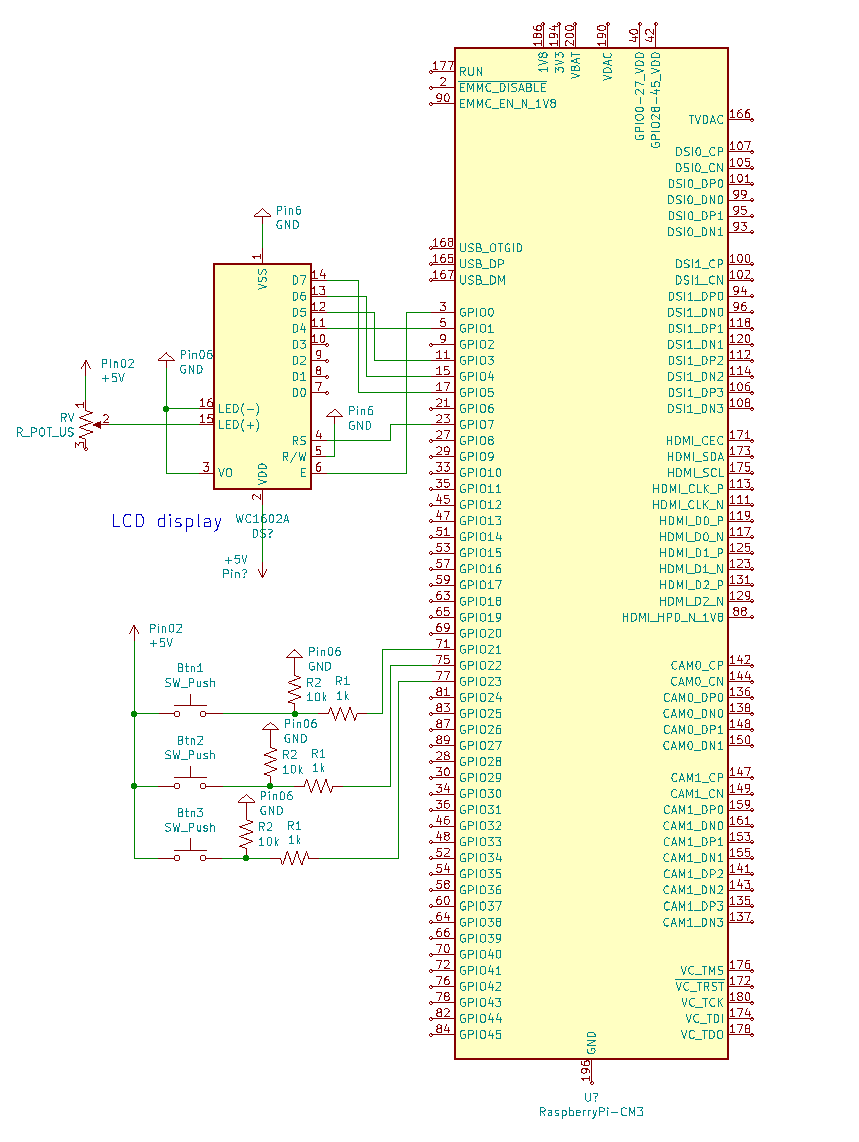 186
194
200
190
40
42
1V8
3V3
VBAT
VDAC
GPIO0-27_VDD
GPIO28-45_VDD
177 RUN
2 EMMC_DISABLE
90 EMMC_EN_N_1V8
TVDAC 166
DSI0_CP 107
DSI0_CN 105
DSI0_DP0 101
DSI0_DN0 99
DSI0_DP1 95
DSI0_DN1 93
168 USB_OTGID
165 USB_DP
167 USB_DM
DSI1_CP 100
DSI1_CN 102
DSI1_DP0 94
DSI1_DN0 96
DSI1_DP1 118
DSI1_DN1 120
DSI1_DP2 112
DSI1_DN2 114
DSI1_DP3 106
DSI1_DN3 108
3 GPIO0
5 GPIO1
9 GPIO2
11 GPIO3
15 GPIO4
17 GPIO5
21 GPIO6
23 GPIO7
27 GPIO8
29 GPIO9
33 GPIO10
35 GPIO11
45 GPIO12
47 GPIO13
51 GPIO14
53 GPIO15
57 GPIO16
59 GPIO17
63 GPIO18
65 GPIO19
69 GPIO20
71 GPIO21
75 GPIO22
77 GPIO23
81 GPIO24
83 GPIO25
87 GPIO26
89 GPIO27
28 GPIO28
30 GPIO29
34 GPIO30
36 GPIO31
46 GPIO32
48 GPIO33
52 GPIO34
54 GPIO35
58 GPIO36
60 GPIO37
64 GPIO38
66 GPIO39
70 GPIO40
72 GPIO41
76 GPIO42
78 GPIO43
82 GPIO44
84 GPIO45
HDMI_CEC 171
HDMI_SDA 173
HDMI_SCL 175
HDMI_CLK_P 113
HDMI_CLK_N 111
HDMI_D0_P 119
HDMI_D0_N 117
HDMI_D1_P 125
HDMI_D1_N 123
HDMI_D2_P 131
HDMI_D2_N 129
HDMI_HPD_N_1V8 88
CAM0_CP 142
CAM0_CN 144
CAM0_DP0 136
CAM0_DN0 138
CAM0_DP1 148
CAM0_DN1 150
CAM1_CP 147
CAM1_CN 149
CAM1_DP0 159
CAM1_DN0 161
CAM1_DP1 153
CAM1_DN1 155
CAM1_DP2 141
CAM1_DN2 143
CAM1_DP3 135
CAM1_DN3 137
VC_TMS 176
VC_TRST 172
VC_TCK 180
VC_TDI 174
VC_TDO 178
GND
196
U?
RaspberryPi-CM3
Pin6
GND
1
VSS
D7 14
D6 13
D5 12
D4 11
D3 10
D2 9
D1 8
D0 7
Pin06
GND
16 LED(-)
15 LED(+)
3 VO
RS 4
R/W 5
E 6
VDD
2
Pin6
GND
PIn02
+5V
1
RV
R_POT_US
2
3
LCD display
WC1602A
DS?
+5V
Pin?
Pin02
+5V
Btn1
SW_Push
Pin06
GND
R2
10k
R1
1k
Btn2
SW_Push
Pin06
GND
R2
10k
R1
1k
Btn3
SW_Push
Pin06
GND
R2
10k
R1
1k